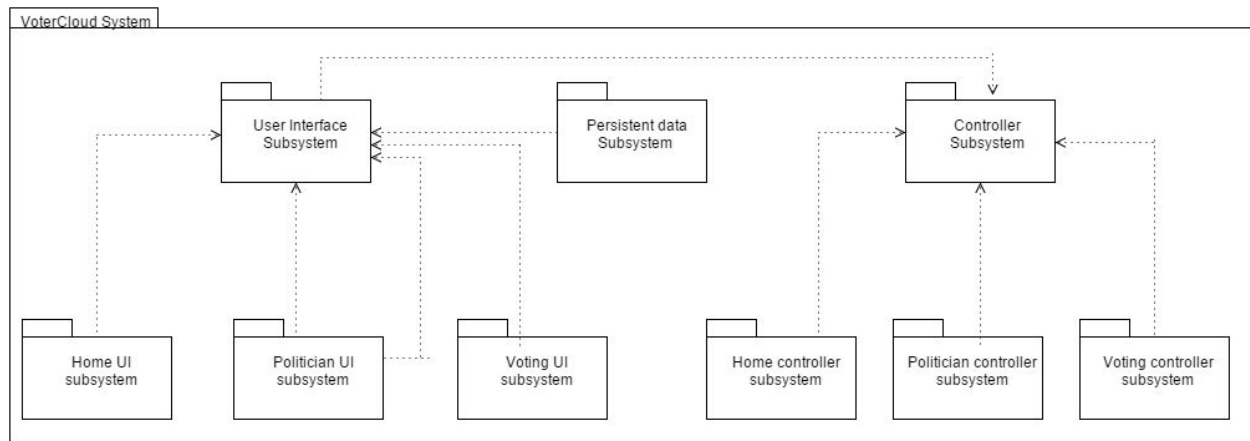 VoterCloud System
User Interface
Subsystem
Persistent data
Subsystem
Controller
Subsystem
Home UI
subsystem
Politician UI
subsystem
Voting UI
subsystem
Home controller
subsystem
Politician controller
subsystem
Voting controller
subsystem